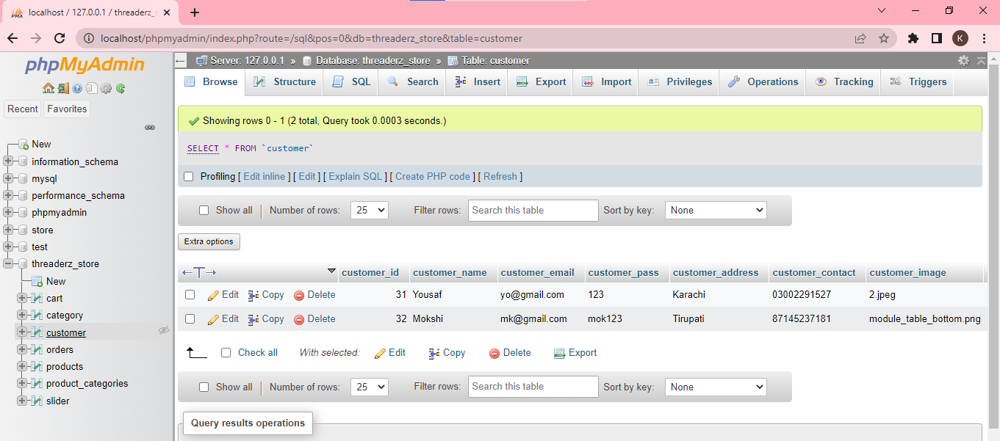 localhost / 127.0.0.1 / threaderz_s
localhost/phpmyadmin/index.php?route=/sql&pos=0&db=threaderz_store&table=customer
K
phpMyAdmin
Recent Favorites
New
information_schema
mysql
performance_schema
phpmyadmin
store
test
threaderz_store
New
cart
category
customer
orders
products
product_categories
slider
Server: 127.0.0.1 » Database: threaderz_store » Table: customer
Browse Structure SQL Search Insert Export Import Privileges Operations Tracking Triggers
Showing rows 0 - 1 (2 total, Query took 0.0003 seconds.)
SELECT * FROM `customer`
Profiling [ Edit inline ] [ Edit ] [ Explain SQL ] [ Create PHP code ] [ Refresh ]
Show all Number of rows: 25 Filter rows: Search this table Sort by key: None
Extra options
←T→ customer_id customer_name customer_email customer_pass customer_address customer_contact customer_image
Edit Copy Delete 31 Yousaf yo@gmail.com 123 Karachi 03002291527 2.jpeg
Edit Copy Delete 32 Mokshi mk@gmail.com mok123 Tirupati 87145237181 module_table_bottom.png
Check all With selected: Edit Copy Delete Export
Show all Number of rows: 25 Filter rows: Search this table Sort by key: None
Query results operations